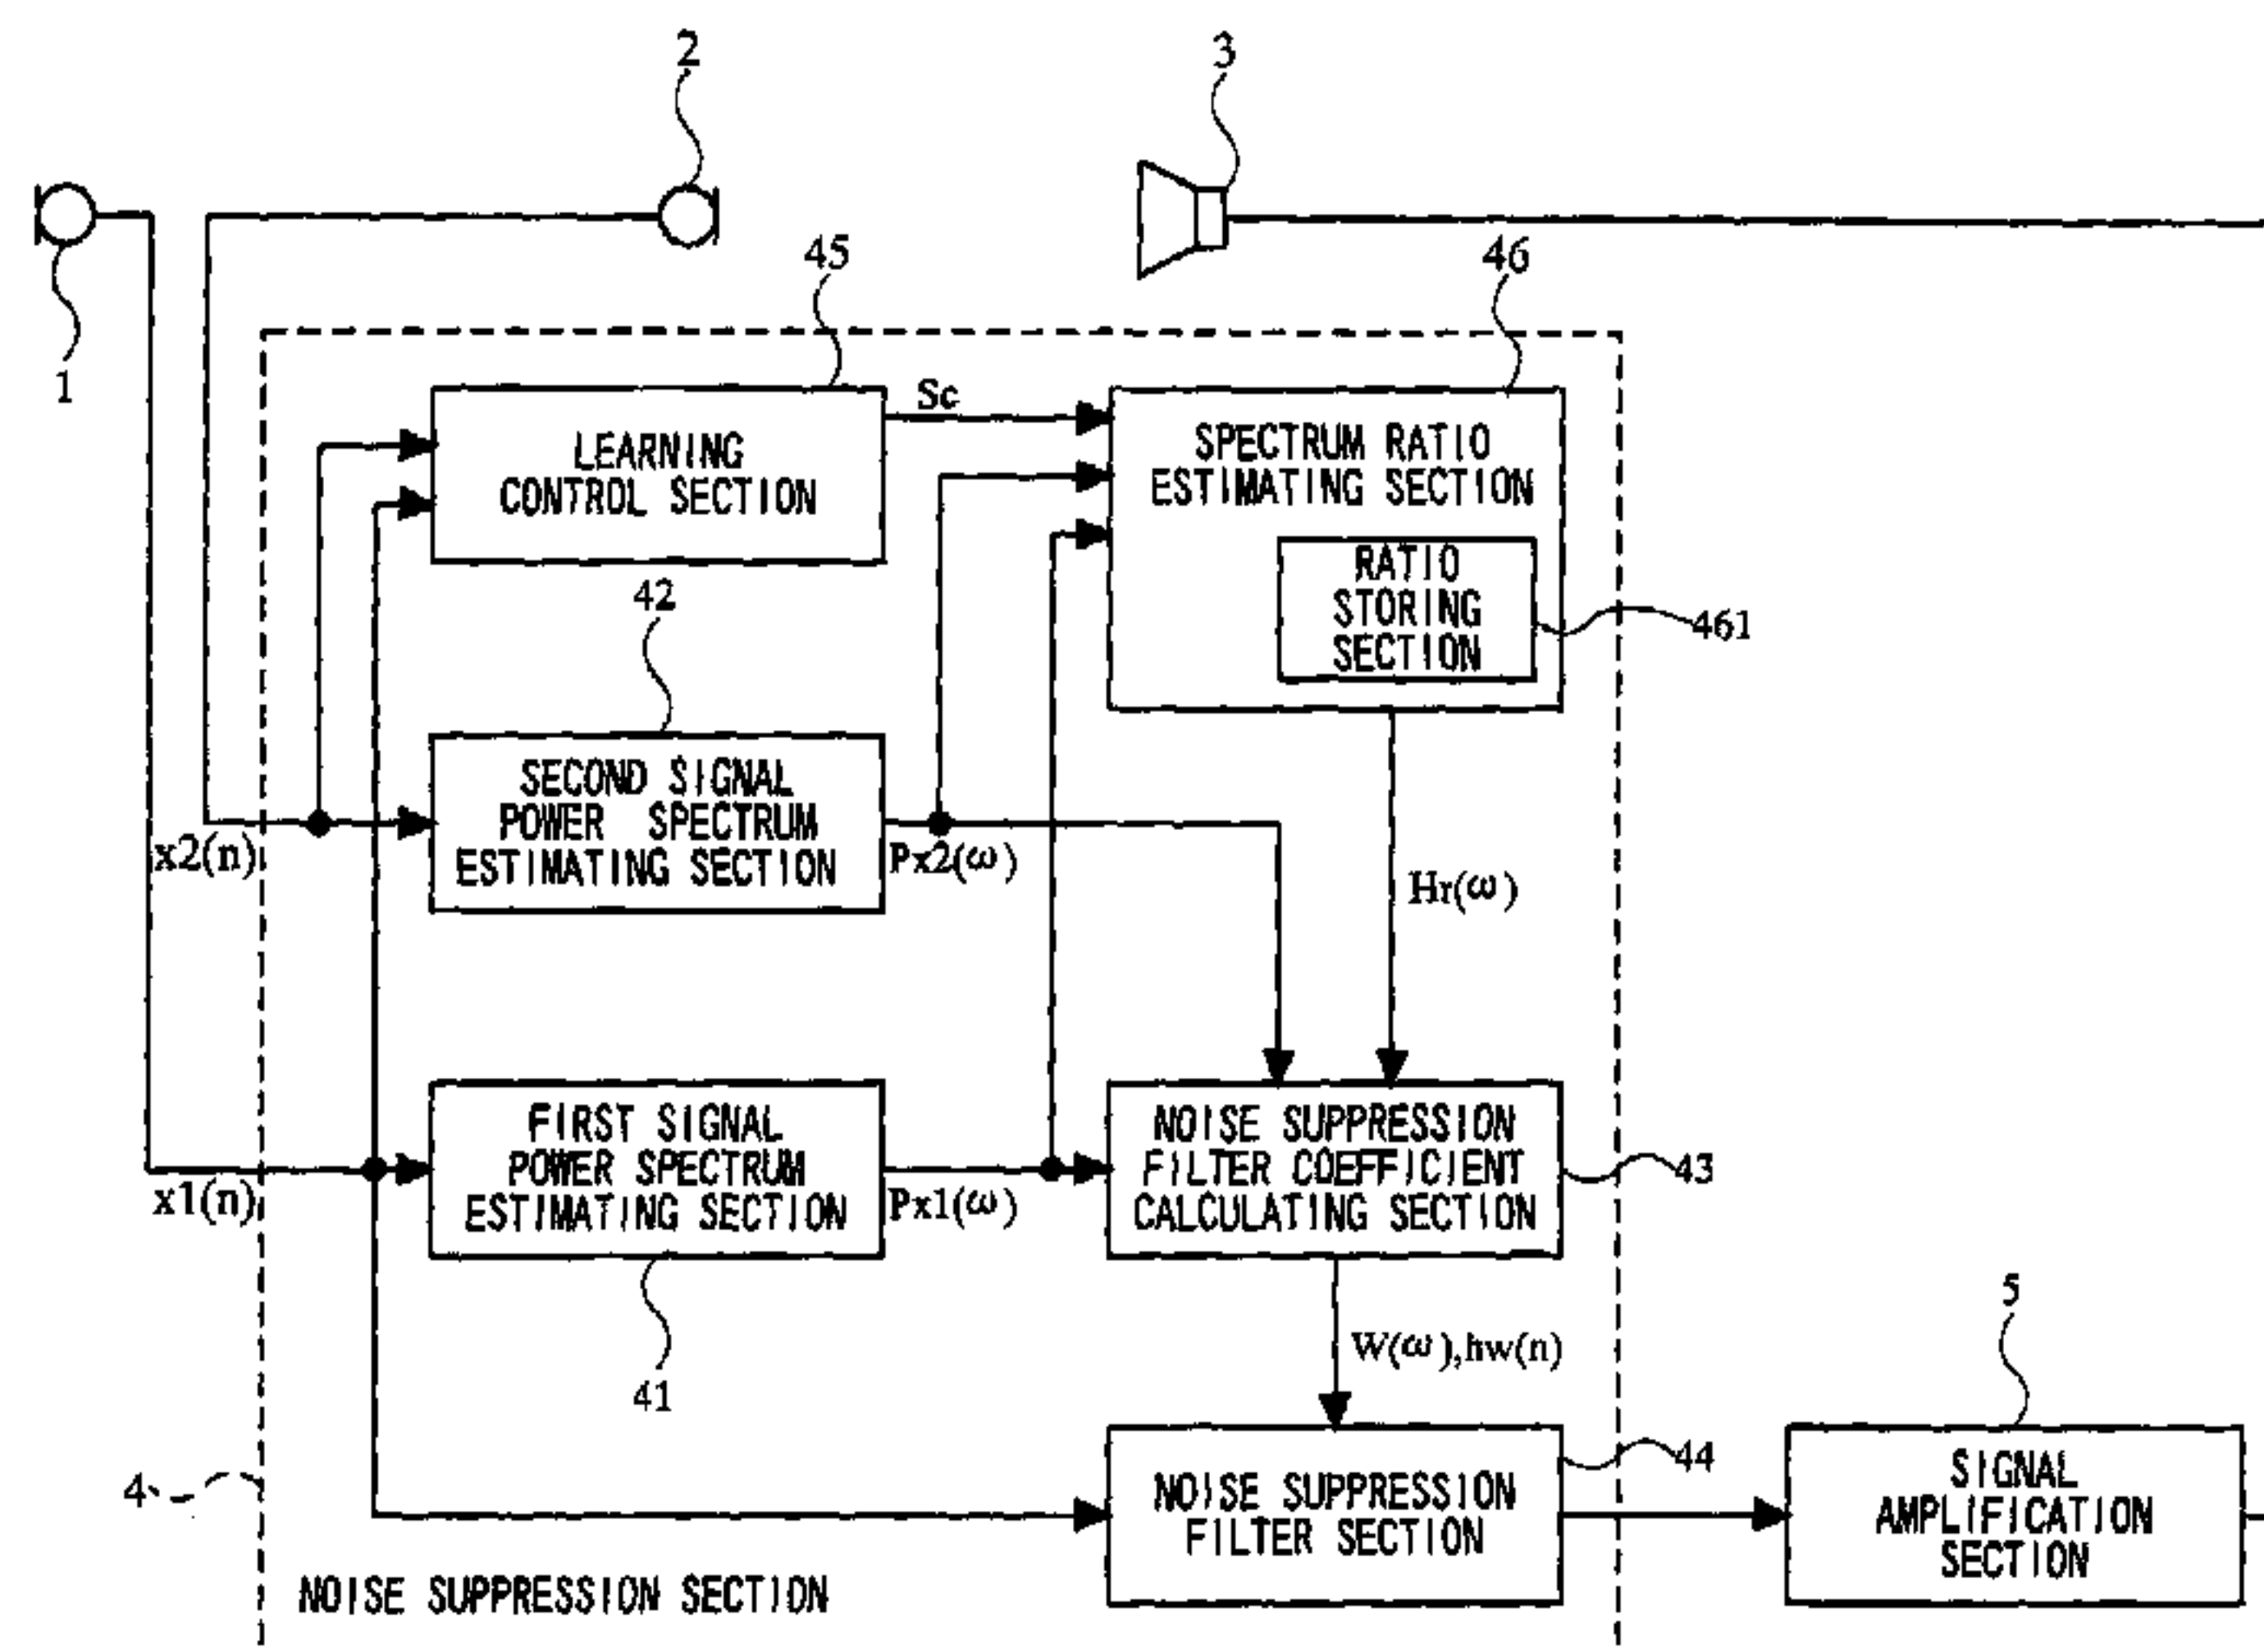 2
3
1
45
46
Sc
LEARNING
CONTROL SECTION
SPECTRUM RATIO
ESTIMATING SECTION
RATIO
STORING
SECTION
461
42
SECOND SIGNAL
POWER SPECTRUM
ESTIMATING SECTION
x2(n)
Px2(ω)
Hr(ω)
FIRST SIGNAL
POWER SPECTRUM
ESTIMATING SECTION
x1(n)
Px1(ω)
NOISE SUPPRESSION
FILTER COEFFICIENT
CALCULATING SECTION
43
41
W(ω),hw(n)
5
4
NOISE SUPPRESSION
FILTER SECTION
44
SIGNAL
AMPLIFICATION
SECTION
NOISE SUPPRESSION SECTION